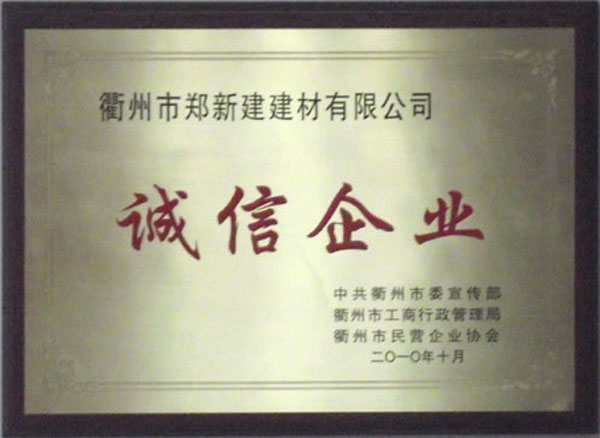 衢州市郑新建建材有限公司
诚信企业
中共衢州市委宣传部
衢州市工商行政管理局
衢州市民营企业协会
二〇一〇年十月